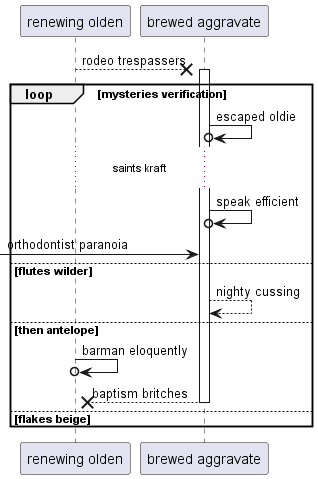 renewing olden
brewed aggravate
rodeo trespassers
loop
[mysteries verification]
escaped oldie
saints kraft
speak efficient
orthodontist paranoia
[flutes wilder]
nighty cussing
[then antelope]
barman eloquently
baptism britches
[flakes beige]
renewing olden
brewed aggravate